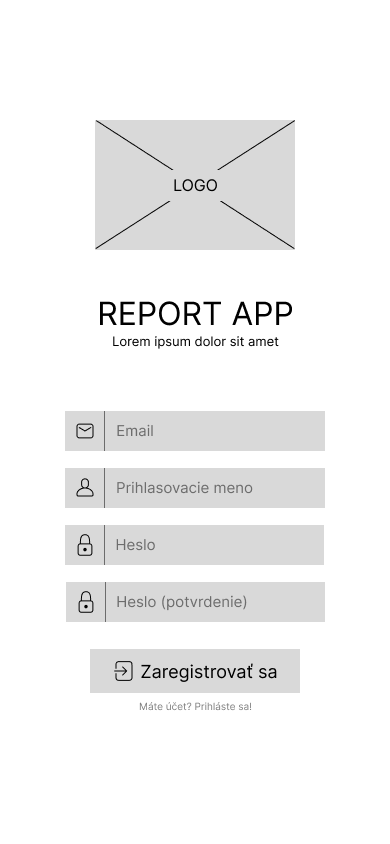 LOGO
REPORT APP
Lorem ipsum dolor sit amet
Email
Prihlasovacie meno
Heslo
Heslo (potvrdenie)
Zaregistrovať sa
Máte účet? Prihláste sa!